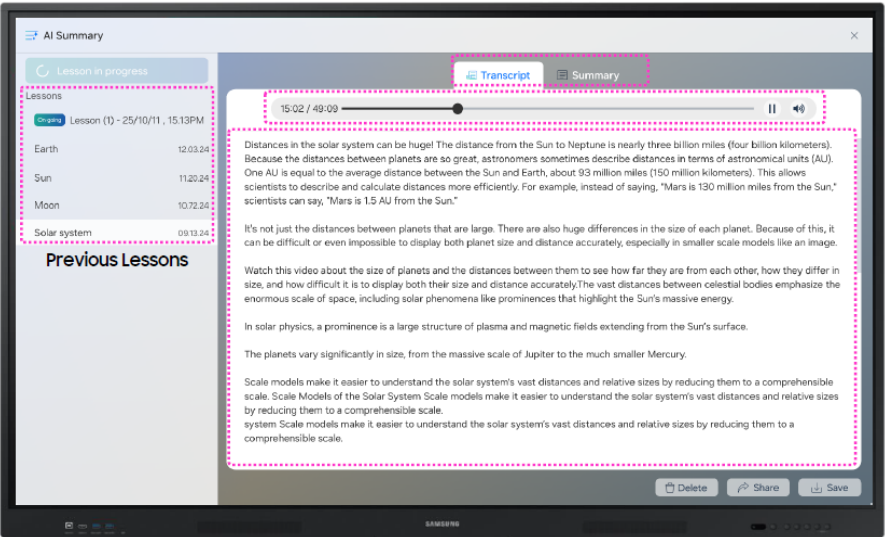 AI Summary
Lesson in progress
Lessons
On going Lesson (1) - 25/10/11 , 15.13PM
Earth 12.03.24
Sun 11.20.24
Moon 10.72.24
Solar system 09.13.24
Previous Lessons
Transcript Summary
15:02 / 49:09
Distances in the solar system can be huge! The distance from the Sun to Neptune is nearly three billion miles (four billion kilometers).
Because the distances between planets are so great, astronomers sometimes describe distances in terms of astronomical units (AU).
One AU is equal to the average distance between the Sun and Earth, about 93 million miles (150 million kilometers). This allows
scientists to describe and calculate distances more efficiently. For example, instead of saying, "Mars is 130 million miles from the Sun,"
scientists can say, "Mars is 1.5 AU from the Sun."
It's not just the distances between planets that are large. There are also huge differences in the size of each planet. Because of this, it
can be difficult or even impossible to display both planet size and distance accurately, especially in smaller scale models like an image.
Watch this video about the size of planets and the distances between them to see how far they are from each other, how they differ in
size, and how difficult it is to display both their size and distance accurately.The vast distances between celestial bodies emphasize the
enormous scale of space, including solar phenomena like prominences that highlight the Sun's massive energy.
In solar physics, a prominence is a large structure of plasma and magnetic fields extending from the Sun's surface.
The planets vary significantly in size, from the massive scale of Jupiter to the much smaller Mercury.
Scale models make it easier to understand the solar system's vast distances and relative sizes by reducing them to a comprehensible
scale. Scale Models of the Solar System Scale models make it easier to understand the solar system's vast distances and relative sizes
by reducing them to a comprehensible scale.
system Scale models make it easier to understand the solar system's vast distances and relative sizes by reducing them to a
comprehensible scale.
Delete Share Save
SAMSUNG